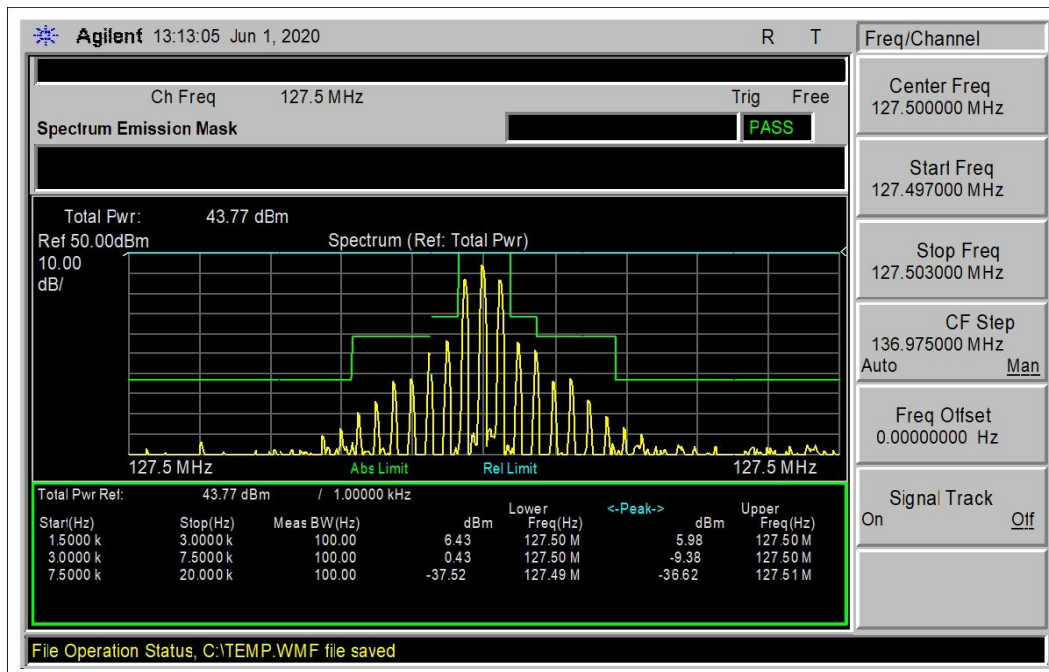 Agilent 13:13:05 Jun 1, 2020 R T
Freq/Channel
Ch Freq 127.5 MHz Trig Free
Spectrum Emission Mask PASS
Center Freq
127.500000 MHz
Start Freq
127.497000 MHz
Stop Freq
127.503000 MHz
CF Step
136.975000 MHz
Auto Man
Freq Offset
0.00000000 Hz
Signal Track
On Off
Total Pwr: 43.77 dBm
Ref 50.00dBm Spectrum (Ref: Total Pwr)
10.00
dB/
127.5 MHz Abs Limit Rel Limit 127.5 MHz
Total Pwr Ref: 43.77 dBm / 1.00000 kHz
Lower <-Peak-> Upper
Start(Hz) Stop(Hz) Meas BW(Hz) dBm Freq(Hz) dBm Freq(Hz)
1.5000 k 3.0000 k 100.00 6.43 127.50 M 5.98 127.50 M
3.0000 k 7.5000 k 100.00 0.43 127.50 M -9.38 127.50 M
7.5000 k 20.000 k 100.00 -37.52 127.49 M -36.62 127.51 M
File Operation Status, C:\TEMP.WMF file saved